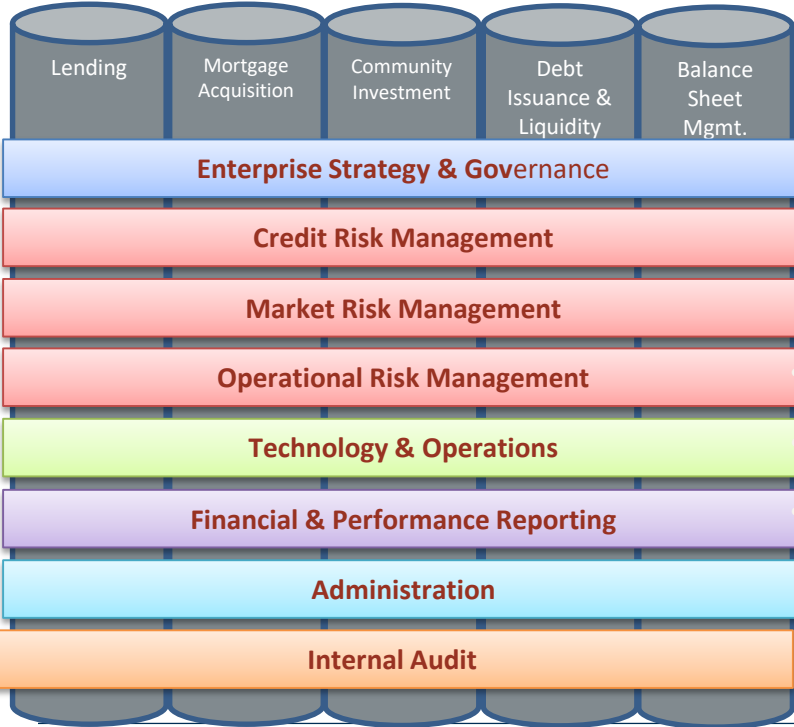 Lending
Mortgage
Acquisition
Community
Investment
Debt
Issuance &
Liquidity
Balance
Sheet
Mgmt.
Enterprise Strategy & Governance
Credit Risk Management
Market Risk Management
Operational Risk Management
Technology & Operations
Financial & Performance Reporting
Administration
Internal Audit